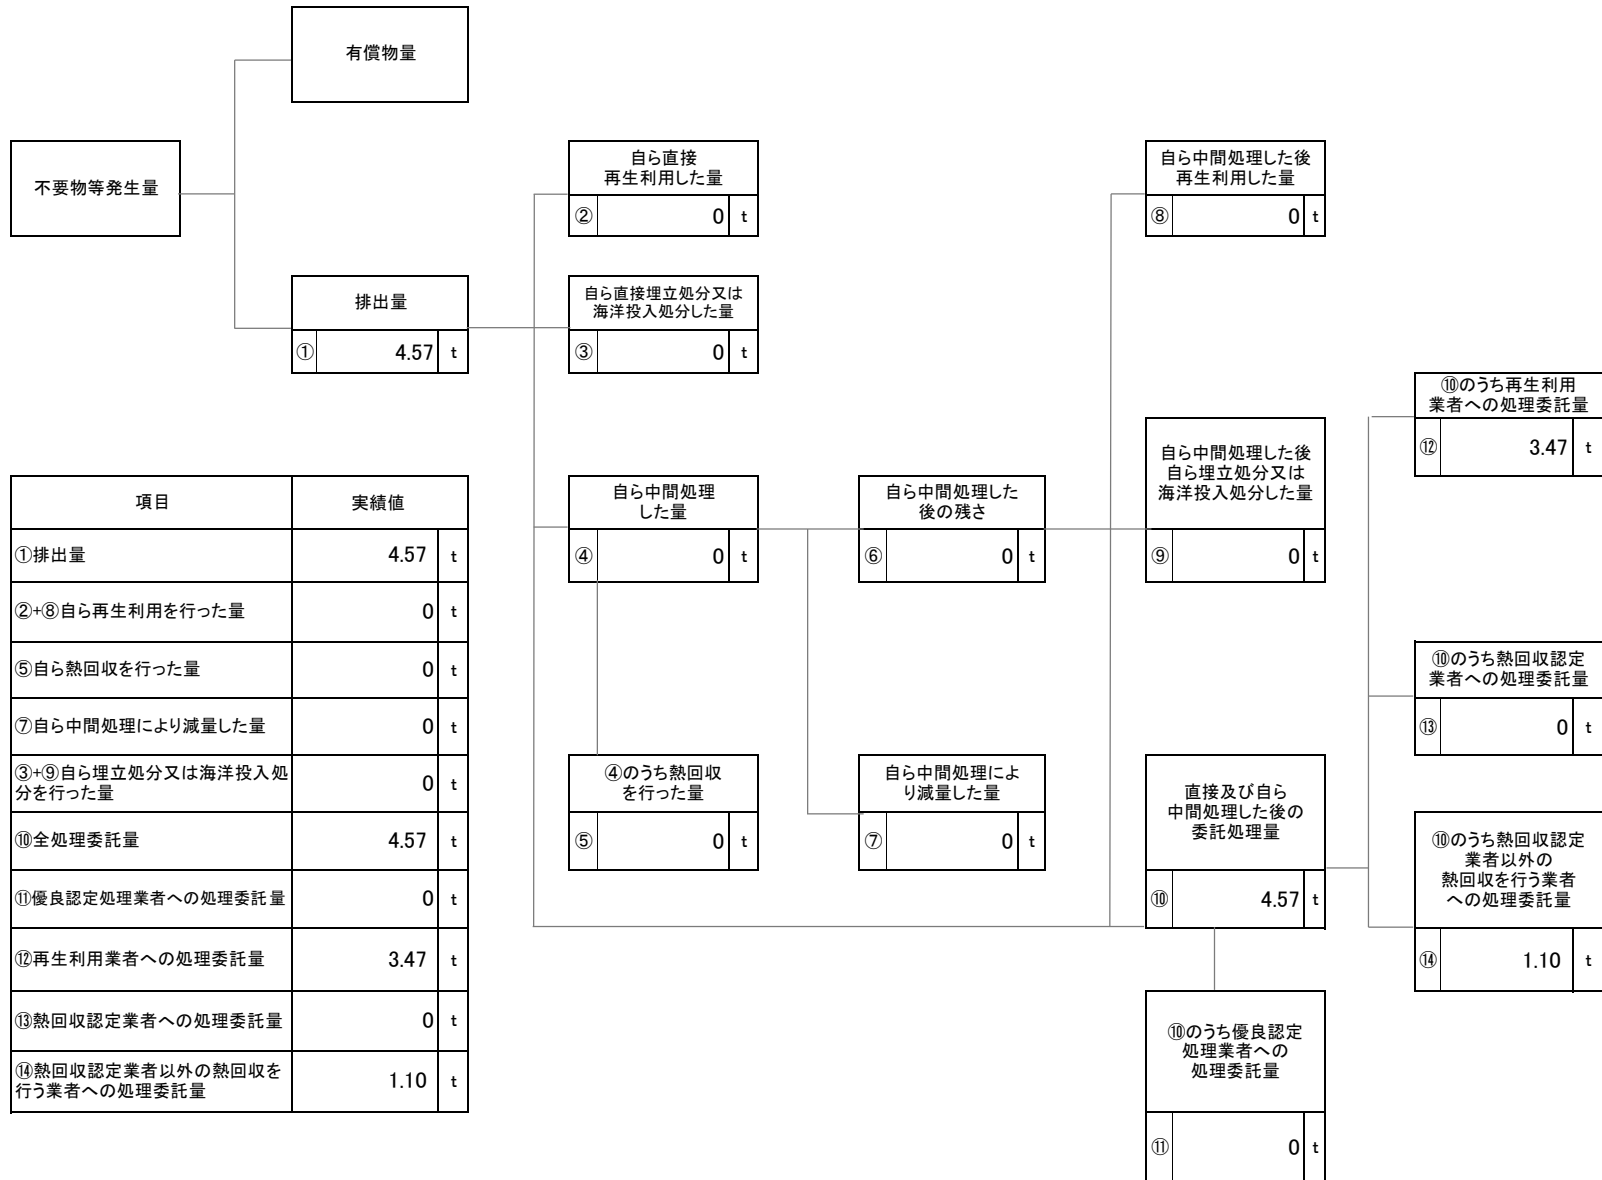 有償物量
不要物等発生量
排出量
① 4.57 t
自ら直接
再生利用した量
② 0 t
自ら直接埋立処分又は
海洋投入処分した量
③ 0 t
自ら中間処理
した量
④ 0 t
④のうち熱回収
を行った量
⑤ 0 t
自ら中間処理した
後の残さ
⑥ 0 t
自ら中間処理によ
り減量した量
⑦ 0 t
自ら中間処理した後
再生利用した量
⑧ 0 t
自ら中間処理した後
自ら埋立処分又は
海洋投入処分した量
⑨ 0 t
直接及び自ら
中間処理した後の
委託処理量
⑩ 4.57 t
⑩のうち優良認定
処理業者への
処理委託量
⑪ 0 t
⑩のうち再生利用
業者への処理委託量
⑫ 3.47 t
⑩のうち熱回収認定
業者への処理委託量
⑬ 0 t
⑩のうち熱回収認定
業者以外の
熱回収を行う業者
への処理委託量
⑭ 1.10 t
項目 実績値
①排出量 4.57 t
②+⑧自ら再生利用を行った量 0 t
⑤自ら熱回収を行った量 0 t
⑦自ら中間処理により減量した量 0 t
③+⑨自ら埋立処分又は海洋投入処
分を行った量 0 t
⑩全処理委託量 4.57 t
⑪優良認定処理業者への処理委託量 0 t
⑫再生利用業者への処理委託量 3.47 t
⑬熱回収認定業者への処理委託量 0 t
⑭熱回収認定業者以外の熱回収を
行う業者への処理委託量 1.10 t